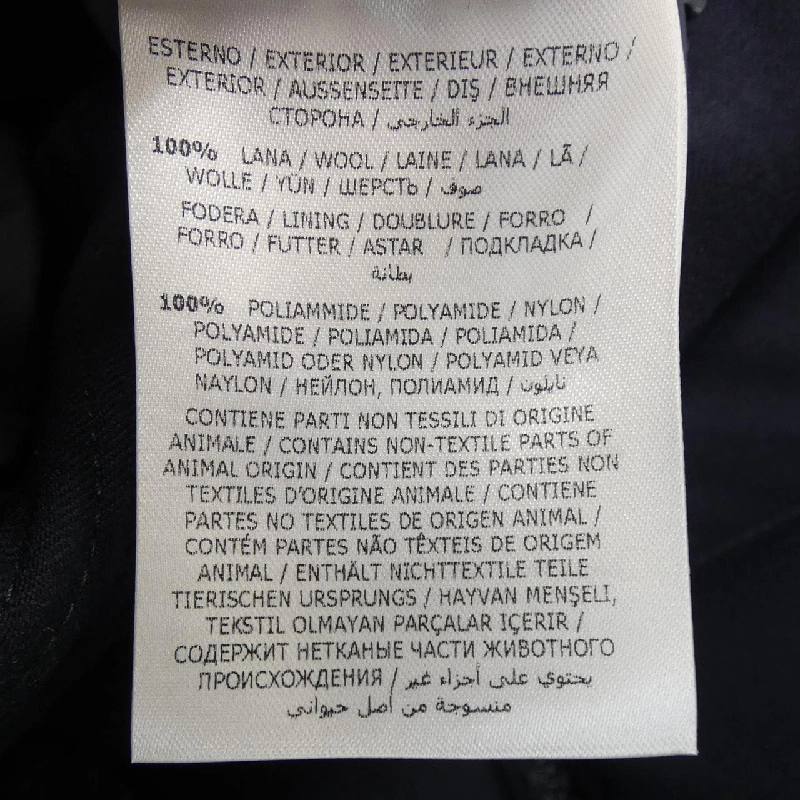 ESTERNO / EXTERIOR / EXTERIEUR / EXTERNO /
EXTERIOR / AUSSENSEITE / DIŞ / ВНЕШНЯЯ
СТОРОНА / الجزء الخارجي
100% LANA / WOOL / LAINE / LANA / LÃ /
WOLLE / YÜN / ШЕРСТЬ / صوف
FODERA / LINING / DOUBLURE / FORRO /
FORRO / FUTTER / ASTAR / ПОДКЛАДКА /
بطانة
100% POLIAMMIDE / POLYAMIDE / NYLON /
POLYAMIDE / POLIAMIDA / POLIAMIDA /
POLYAMID ODER NYLON / POLYAMID VEYA
NAYLON / НЕЙЛОН, ПОЛИАМИД / نايلون
CONTIENE PARTI NON TESSILI DI ORIGINE
ANIMALE / CONTAINS NON-TEXTILE PARTS OF
ANIMAL ORIGIN / CONTIENT DES PARTIES NON
TEXTILES D'ORIGINE ANIMALE / CONTIENE
PARTES NO TEXTILES DE ORIGEN ANIMAL /
CONTÉM PARTES NÃO TÊXTEIS DE ORIGEM
ANIMAL / ENTHÄLT NICHTTEXTILE TEILE
TIERISCHEN URSPRUNGS / HAYVAN MENŞELİ,
TEKSTIL OLMAYAN PARÇALAR IÇERIR /
СОДЕРЖИТ НЕТКАНЫЕ ЧАСТИ ЖИВОТНОГО
ПРОИСХОЖДЕНИЯ / يحتوي على أجزاء غير
منسوجة من أصل حيواني